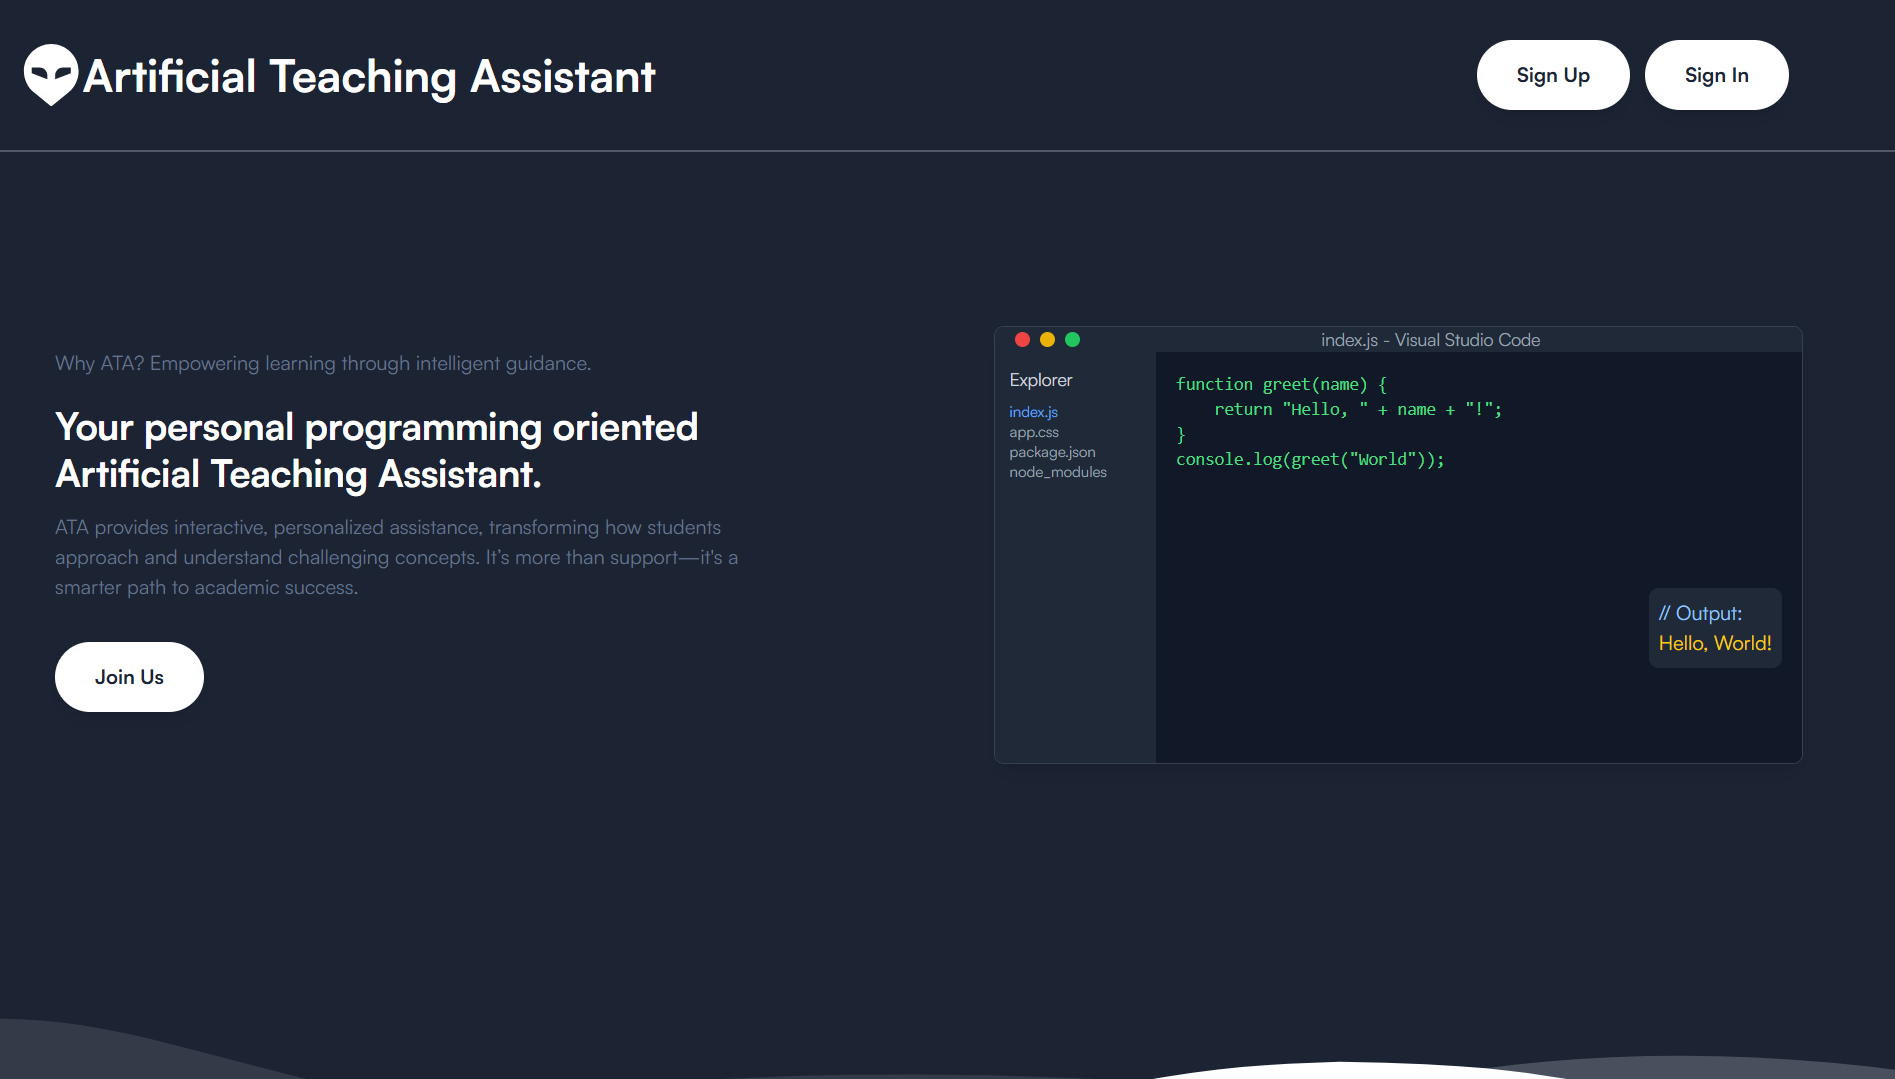 Artificial Teaching Assistant
Sign Up
Sign In
Why ATA? Empowering learning through intelligent guidance.
Your personal programming oriented
Artificial Teaching Assistant.
ATA provides interactive, personalized assistance, transforming how students
approach and understand challenging concepts. It’s more than support—it's a
smarter path to academic success.
Join Us
index.js - Visual Studio Code
Explorer
index.js
app.css
package.json
node_modules
function greet(name) {
    return "Hello, " + name + "!";
}
console.log(greet("World"));
// Output:
Hello, World!